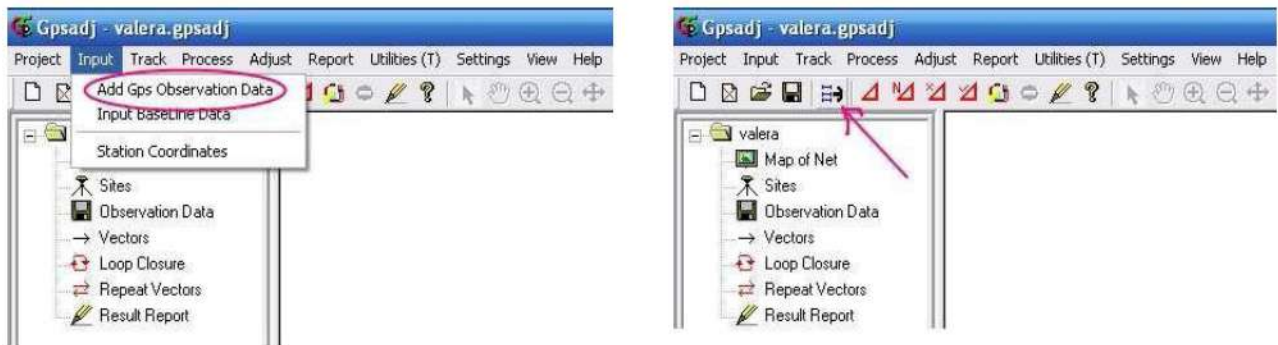 Gpsadj - valera.gpsadj
Project Input Track Process Adjust Report Utilities (T) Settings View Help
Add Gps Observation Data
Input BaseLine Data
Station Coordinates
Sites
Observation Data
Vectors
Loop Closure
Repeat Vectors
Result Report
Gpsadj - valera.gpsadj
Project Input Track Process Adjust Report Utilities (T) Settings View Help
valera
Map of Net
Sites
Observation Data
Vectors
Loop Closure
Repeat Vectors
Result Report